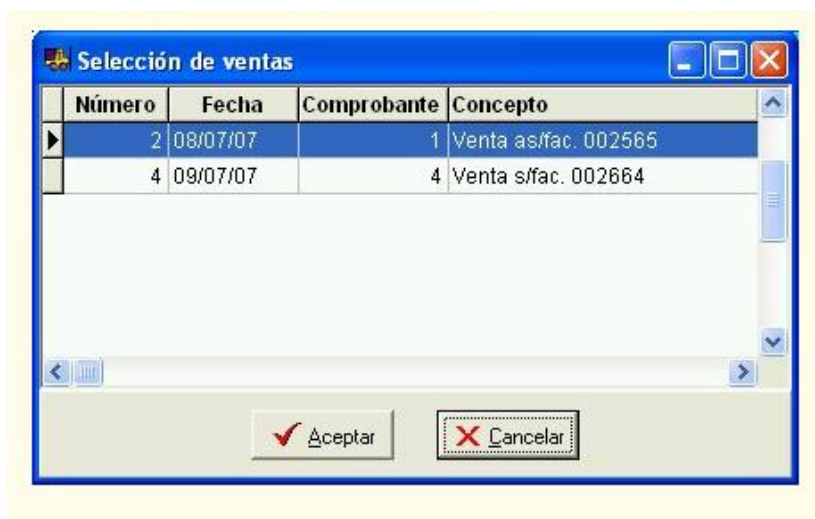 Selección de ventas
Número Fecha Comprobante Concepto
2 08/07/07 1 Venta as/fac. 002565
4 09/07/07 4 Venta s/fac. 002664
Aceptar Cancelar